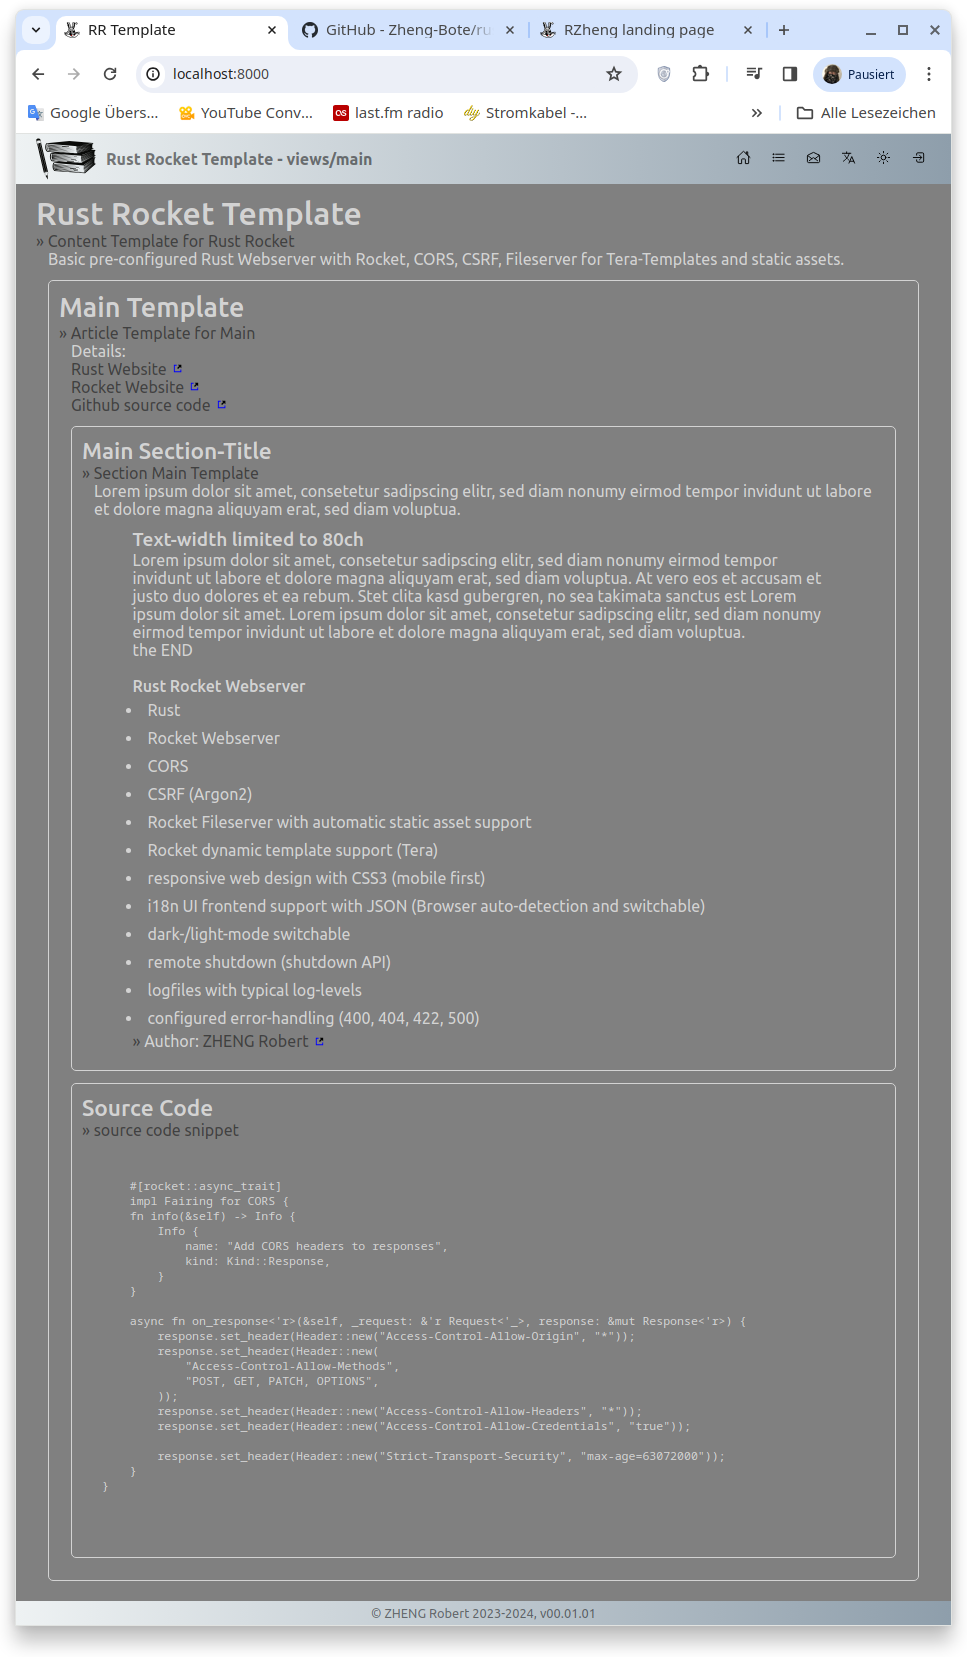 RR Template
GitHub - Zheng-Bote/ru
RZheng landing page
localhost:8000
Pausiert
Google Übers...
YouTube Conv...
last.fm radio
Stromkabel -...
Alle Lesezeichen
Rust Rocket Template - views/main
Rust Rocket Template
» Content Template for Rust Rocket
Basic pre-configured Rust Webserver with Rocket, CORS, CSRF, Fileserver for Tera-Templates and static assets.
Main Template
» Article Template for Main
Details:
Rust Website
Rocket Website
Github source code
Main Section-Title
» Section Main Template
Lorem ipsum dolor sit amet, consetetur sadipscing elitr, sed diam nonumy eirmod tempor invidunt ut labore
et dolore magna aliquyam erat, sed diam voluptua.
Text-width limited to 80ch
Lorem ipsum dolor sit amet, consetetur sadipscing elitr, sed diam nonumy eirmod tempor
invidunt ut labore et dolore magna aliquyam erat, sed diam voluptua. At vero eos et accusam et
justo duo dolores et ea rebum. Stet clita kasd gubergren, no sea takimata sanctus est Lorem
ipsum dolor sit amet. Lorem ipsum dolor sit amet, consetetur sadipscing elitr, sed diam nonumy
eirmod tempor invidunt ut labore et dolore magna aliquyam erat, sed diam voluptua.
the END
Rust Rocket Webserver
• Rust
• Rocket Webserver
• CORS
• CSRF (Argon2)
• Rocket Fileserver with automatic static asset support
• Rocket dynamic template support (Tera)
• responsive web design with CSS3 (mobile first)
• i18n UI frontend support with JSON (Browser auto-detection and switchable)
• dark-/light-mode switchable
• remote shutdown (shutdown API)
• logfiles with typical log-levels
• configured error-handling (400, 404, 422, 500)
» Author: ZHENG Robert
Source Code
» source code snippet
#[rocket::async_trait]
impl Fairing for CORS {
fn info(&self) -> Info {
Info {
name: "Add CORS headers to responses",
kind: Kind::Response,
}
}
async fn on_response<'r>(&self, _request: &'r Request<'_>, response: &mut Response<'r>) {
response.set_header(Header::new("Access-Control-Allow-Origin", "*"));
response.set_header(Header::new(
"Access-Control-Allow-Methods",
"POST, GET, PATCH, OPTIONS",
));
response.set_header(Header::new("Access-Control-Allow-Headers", "*"));
response.set_header(Header::new("Access-Control-Allow-Credentials", "true"));
response.set_header(Header::new("Strict-Transport-Security", "max-age=63072000"));
}
}
© ZHENG Robert 2023-2024, v00.01.01